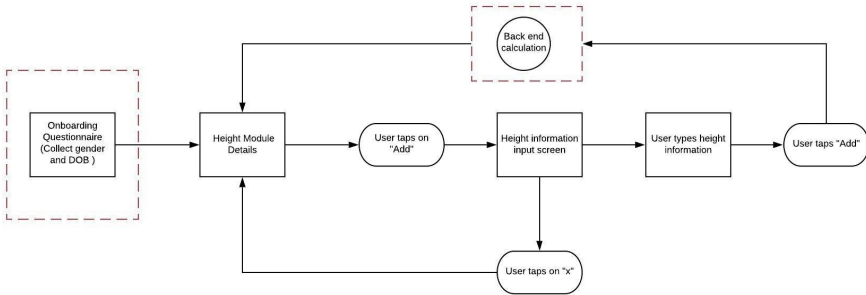 Back end
calculation
Onboarding
Questionnaire
(Collect gender
and DOB )
Height Module
Details
User taps on
"Add"
Height information
input screen
User types height
information
User taps "Add"
User taps on "x"